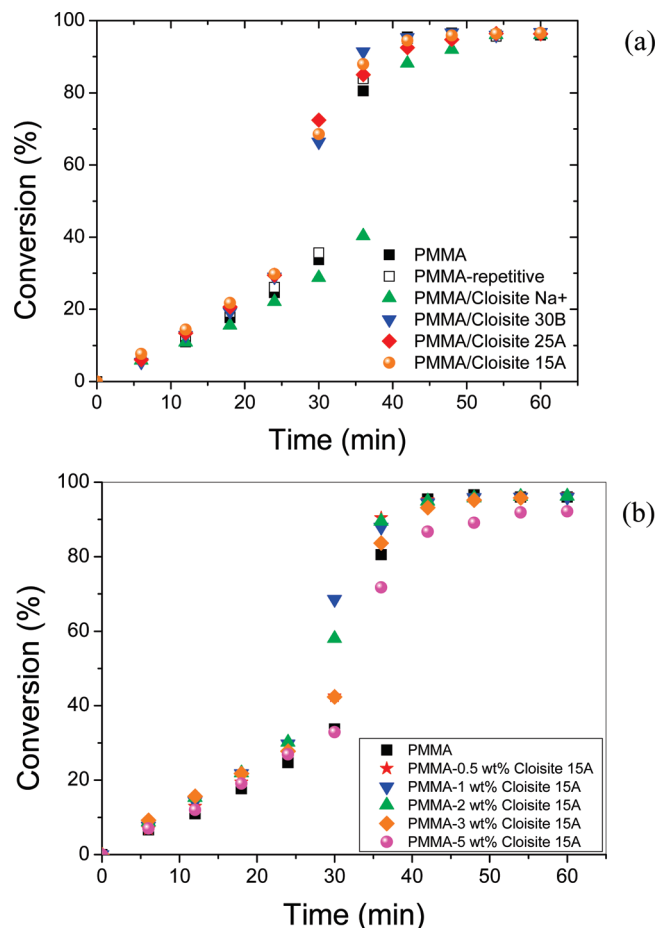 (a)
Conversion (%)
100
80
60
40
20
0
PMMA
PMMA-repetitive
PMMA/Cloisite Na+
PMMA/Cloisite 30B
PMMA/Cloisite 25A
PMMA/Cloisite 15A
0 10 20 30 40 50 60
Time (min)
(b)
Conversion (%)
100
80
60
40
20
0
PMMA
PMMA-0.5 wt% Cloisite 15A
PMMA-1 wt% Cloisite 15A
PMMA-2 wt% Cloisite 15A
PMMA-3 wt% Cloisite 15A
PMMA-5 wt% Cloisite 15A
0 10 20 30 40 50 60
Time (min)